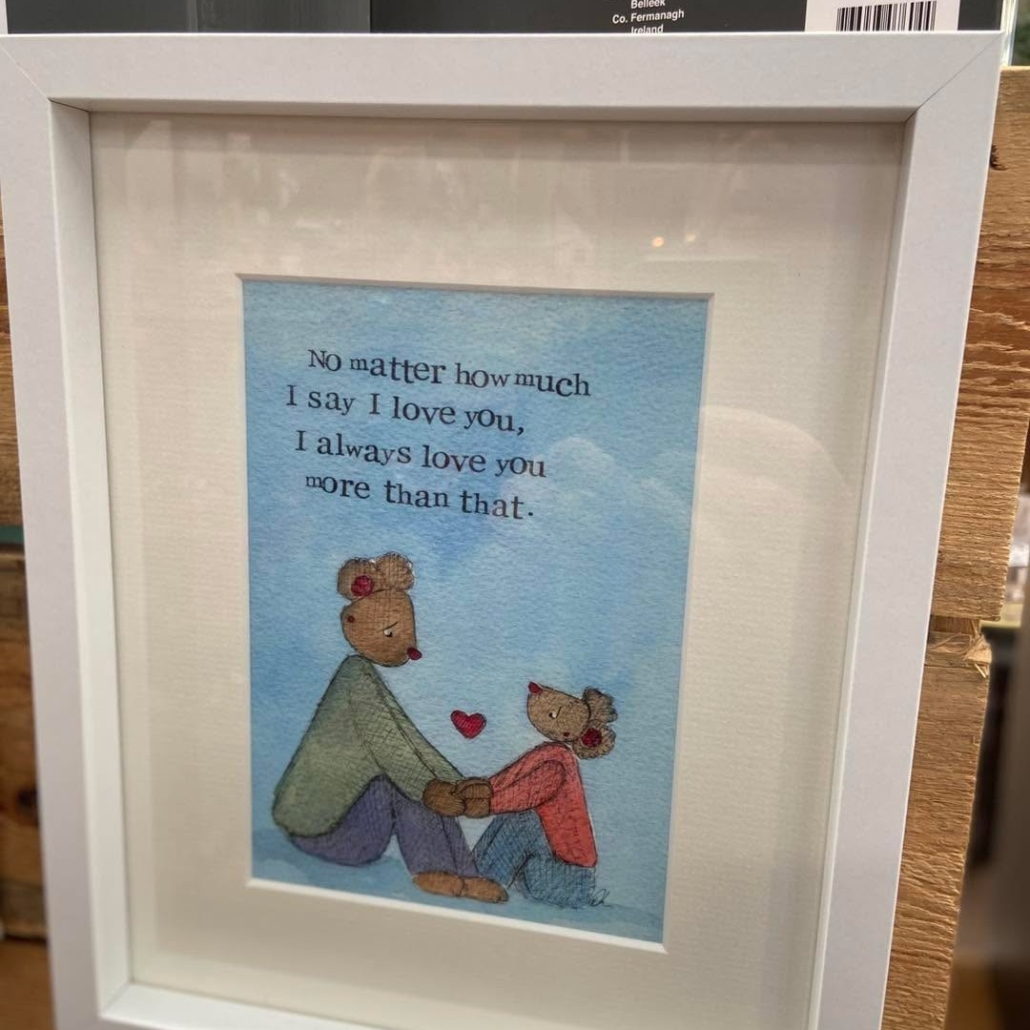 Belleek
Co. Fermanagh
Ireland
No matter how much
I say I love you,
I always love you
more than that.